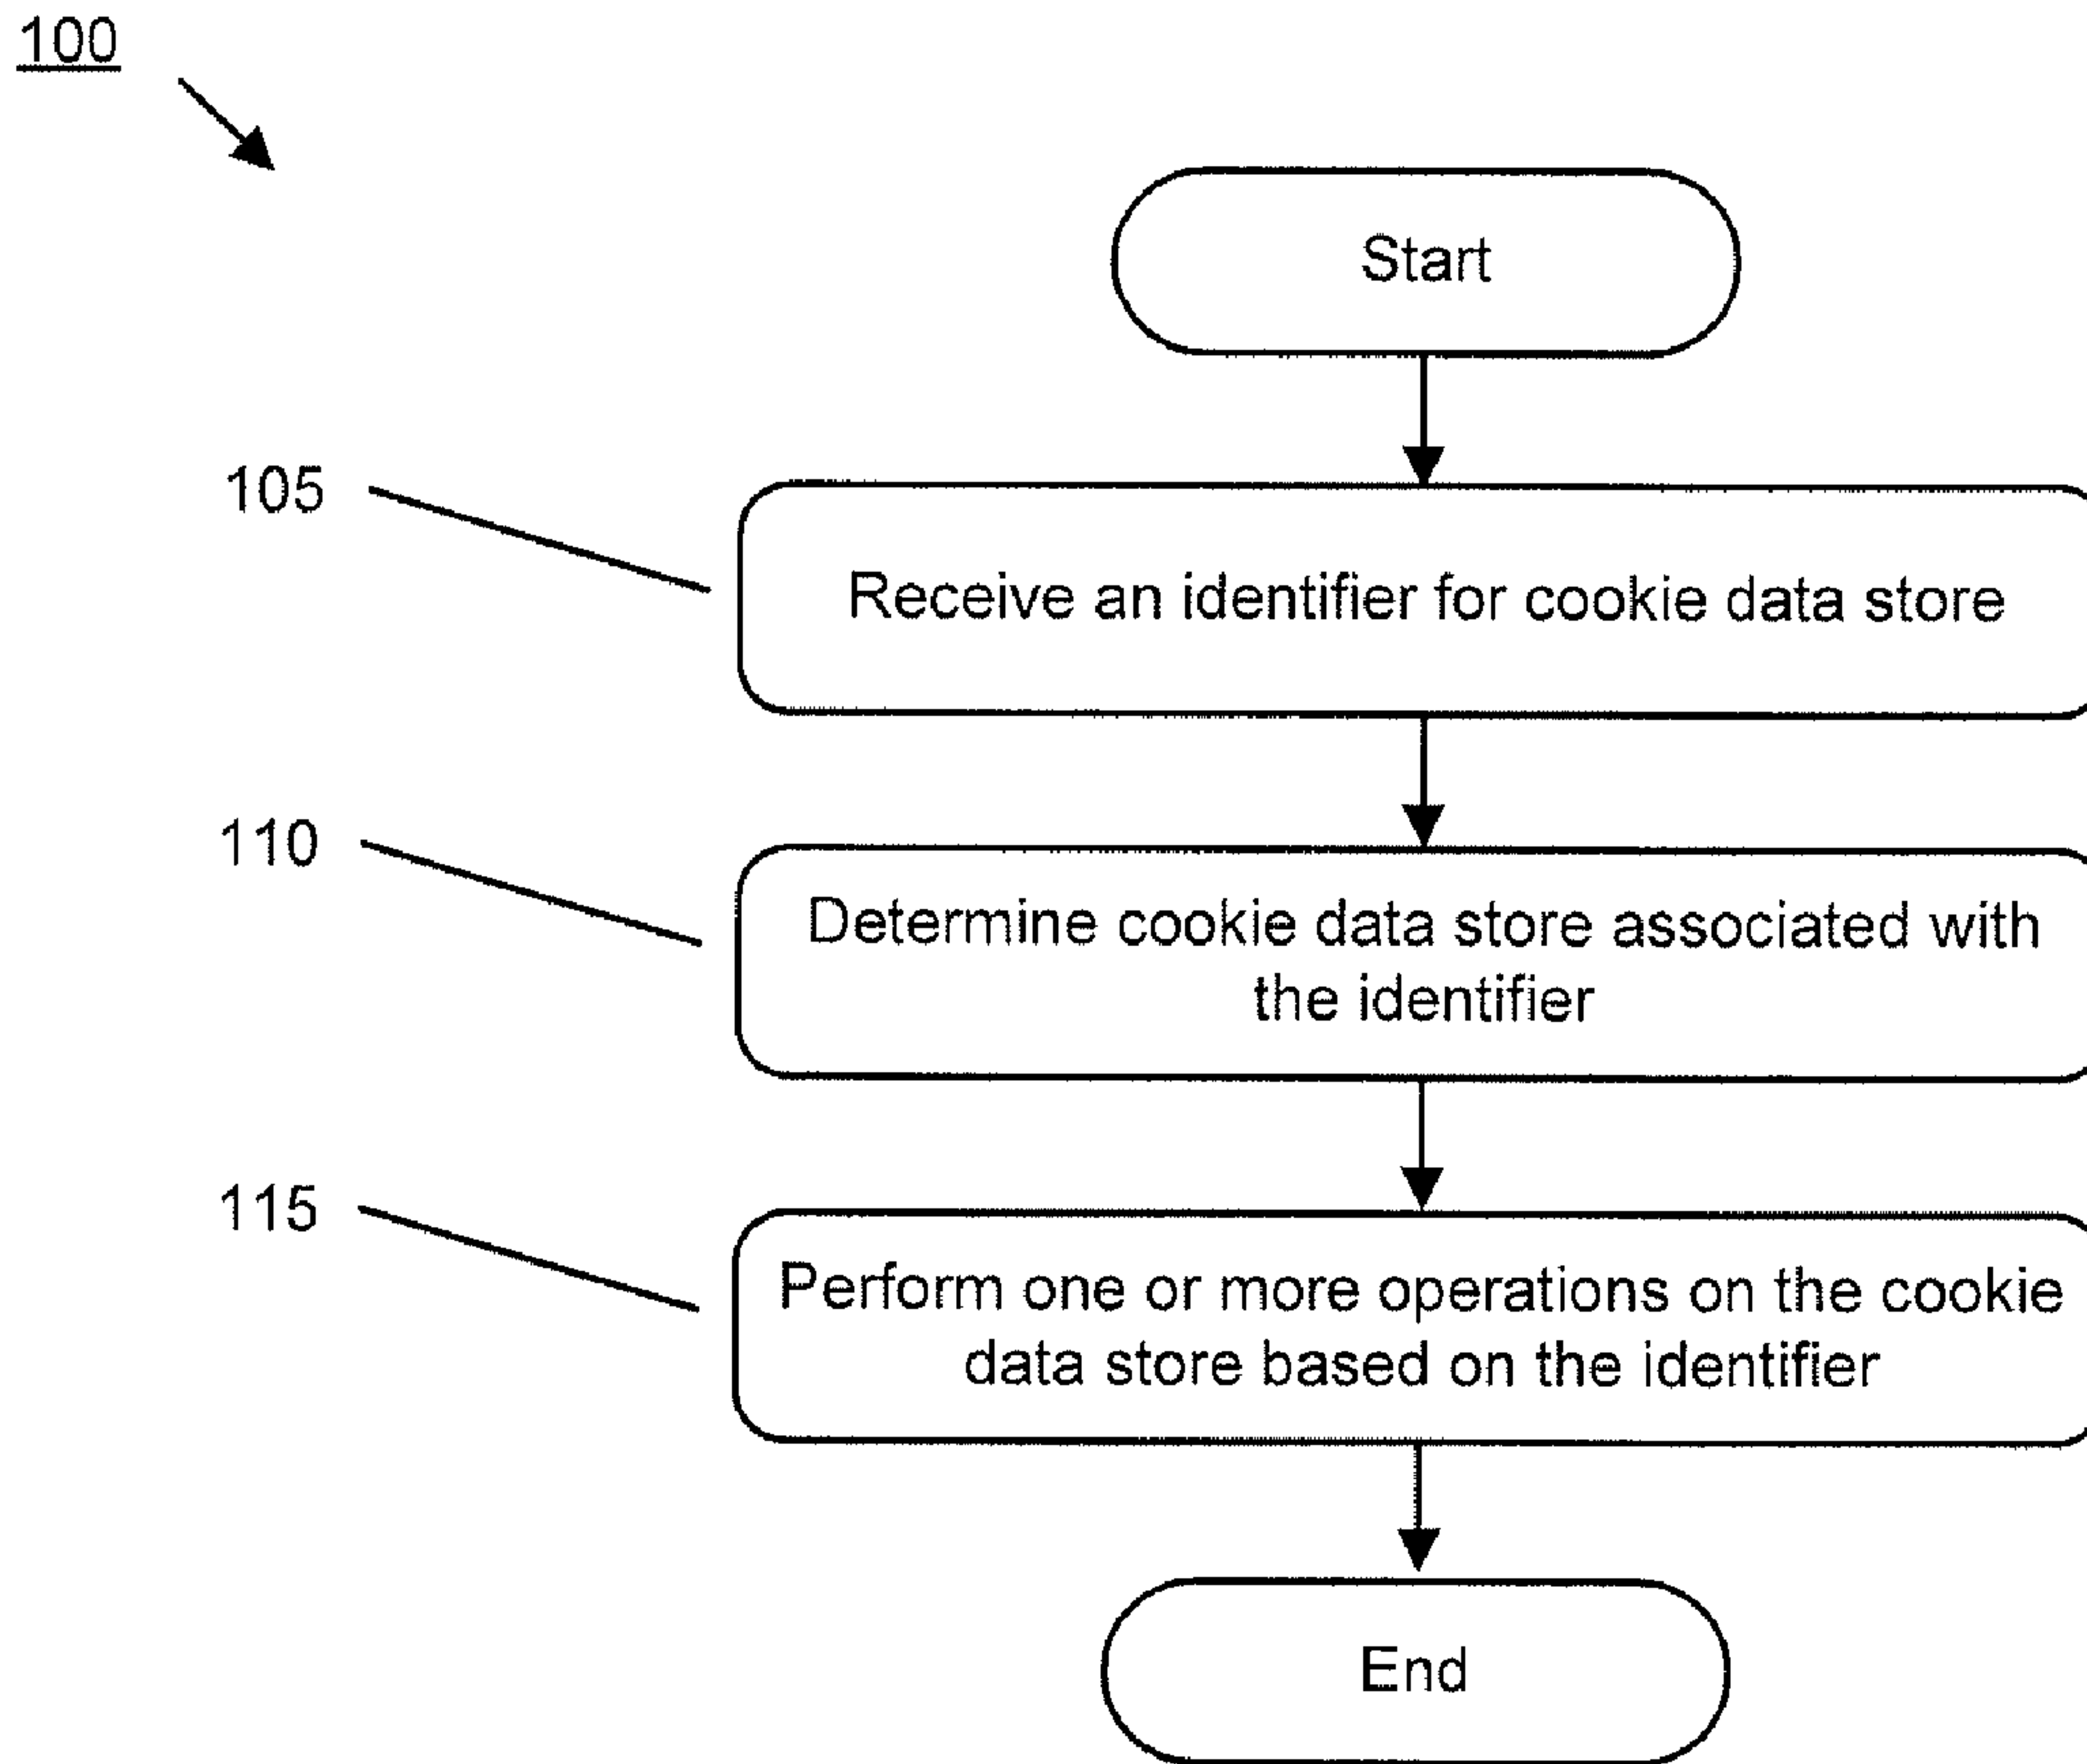 100
Start
105
Receive an identifier for cookie data store
110
Determine cookie data store associated with
the identifier
115
Perform one or more operations on the cookie
data store based on the identifier
End